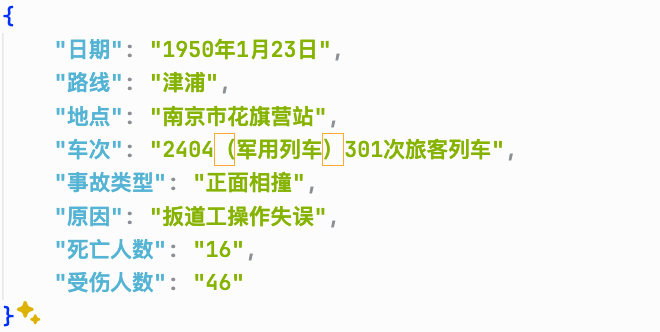 {
"日期": "1950年1月23日",
"路线": "津浦",
"地点": "南京市花旗营站",
"车次": "2404（军用列车）301次旅客列车",
"事故类型": "正面相撞",
"原因": "扳道工操作失误",
"死亡人数": "16",
"受伤人数": "46"
}